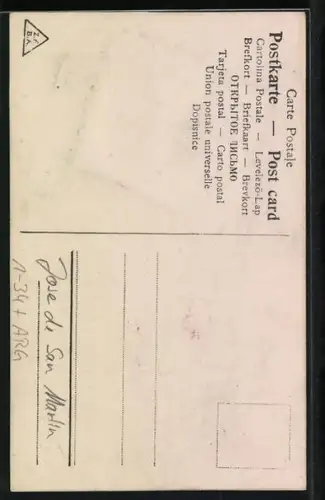 Carte Postale
Postkarte — Post card
Cartolina Postale — Levelező-Lap
Brefkort — Briefkaart — Brevkort
ОТКРЫТОЕ ПИСЬМО
Tarjeta postal — Carto postal
Union postale universelle
Dopisnice
Jose de San Martin
1-34 + ARG